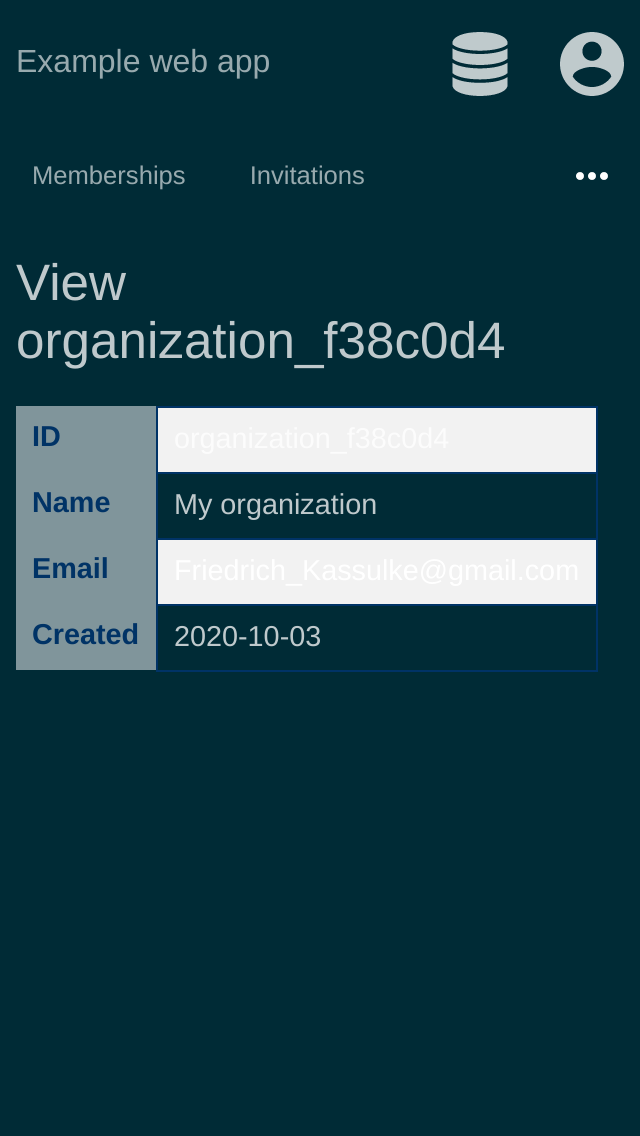 Example web app
Memberships Invitations
View
organization_f38c0d4
ID organization_f38c0d4
Name My organization
Email Friedrich_Kassulke@gmail.com
Created 2020-10-03